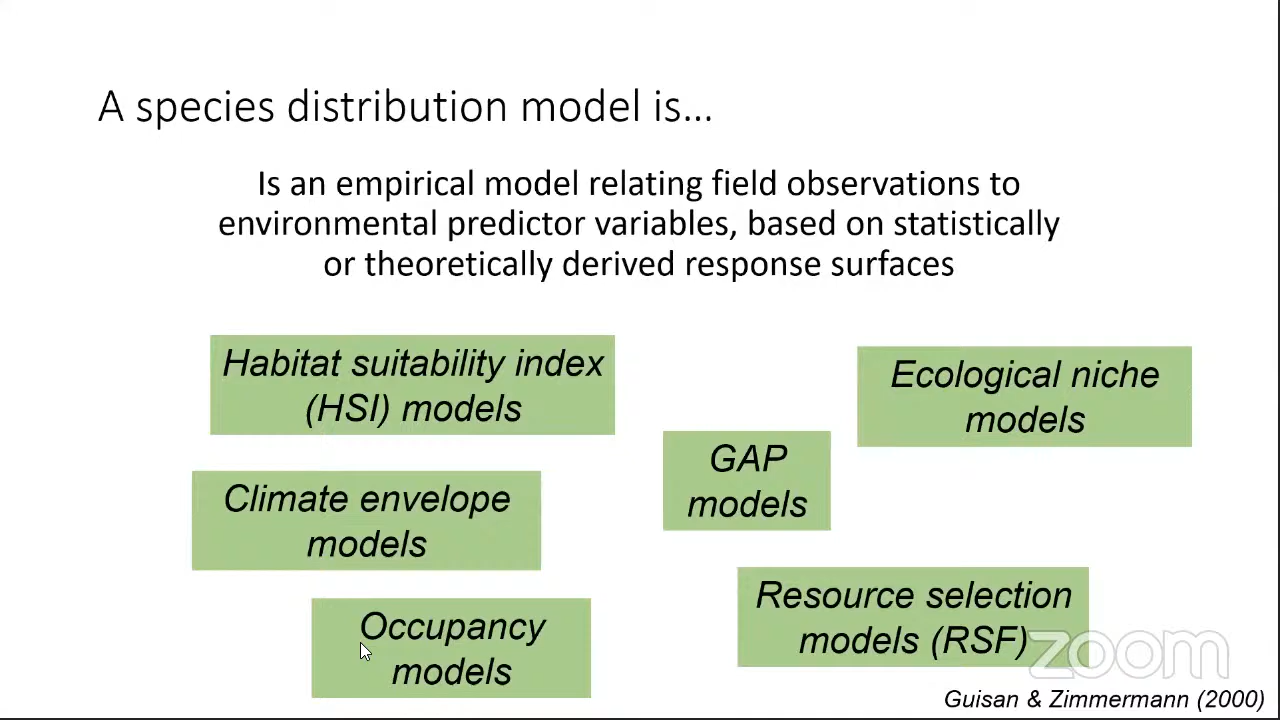 A species distribution model is...
Is an empirical model relating field observations to
environmental predictor variables, based on statistically
or theoretically derived response surfaces
Habitat suitability index
(HSI) models
Ecological niche
models
GAP
models
Climate envelope
models
Resource selection
models (RSF)
Occupancy
models
zoom
Guisan & Zimmermann (2000)